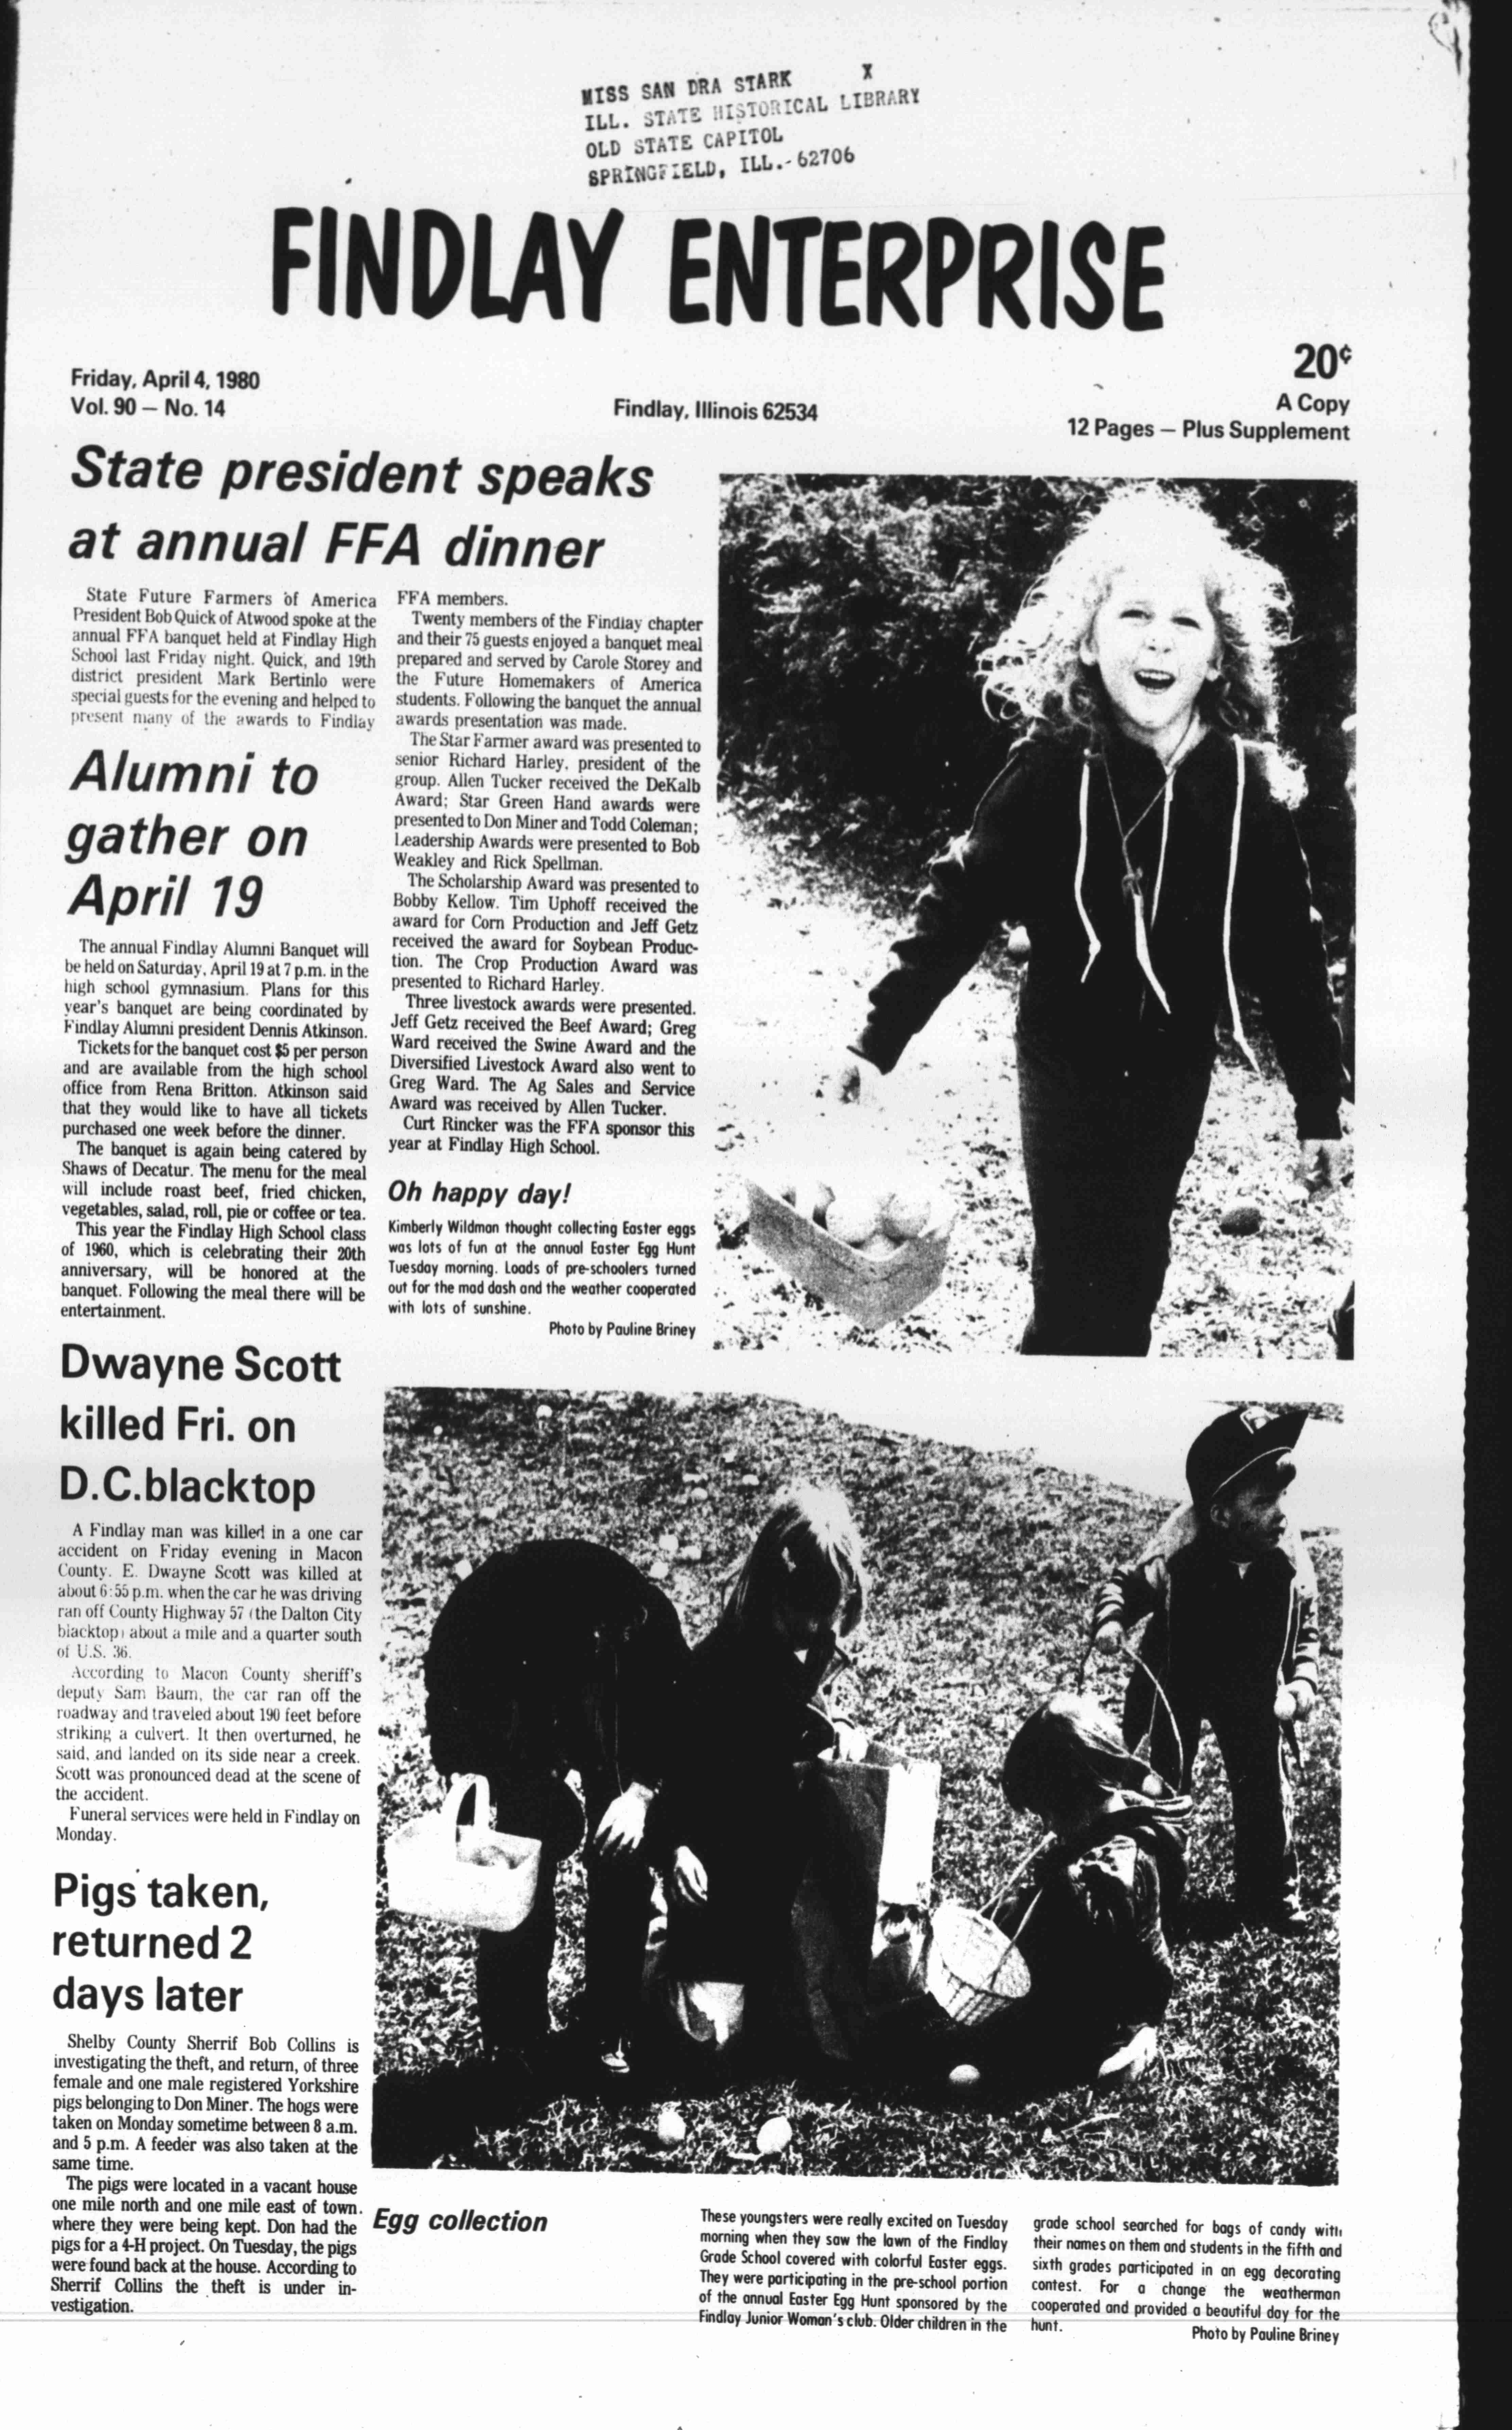 MISS SAN DRA STARK X
ILL. STATE HISTORICAL LIBRARY
OLD STATE CAPITOL
SPRINGFIELD, ILL.-62706
FINDLAY ENTERPRISE
Friday, April 4, 1980
Vol. 90 — No. 14
Findlay, Illinois 62534
20¢
A Copy
12 Pages — Plus Supplement
State president speaks
at annual FFA dinner
State Future Farmers of America
President Bob Quick of Atwood spoke at the
annual FFA banquet held at Findlay High
School last Friday night. Quick, and 19th
district president Mark Bertinlo were
special guests for the evening and helped to
present many of the awards to Findlay
FFA members.
Twenty members of the Findlay chapter
and their 75 guests enjoyed a banquet meal
prepared and served by Carole Storey and
the Future Homemakers of America
students. Following the banquet the annual
awards presentation was made.
The Star Farmer award was presented to
senior Richard Harley, president of the
group. Allen Tucker received the DeKalb
Award; Star Green Hand awards were
presented to Don Miner and Todd Coleman;
Leadership Awards were presented to Bob
Weakley and Rick Spellman.
The Scholarship Award was presented to
Bobby Kellow. Tim Uphoff received the
award for Corn Production and Jeff Getz
received the award for Soybean Produc-
tion. The Crop Production Award was
presented to Richard Harley.
Three livestock awards were presented.
Jeff Getz received the Beef Award; Greg
Ward received the Swine Award and the
Diversified Livestock Award also went to
Greg Ward. The Ag Sales and Service
Award was received by Allen Tucker.
Curt Rincker was the FFA sponsor this
year at Findlay High School.
Alumni to
gather on
April 19
The annual Findlay Alumni Banquet will
be held on Saturday, April 19 at 7 p.m. in the
high school gymnasium. Plans for this
year's banquet are being coordinated by
Findlay Alumni president Dennis Atkinson.
Tickets for the banquet cost $5 per person
and are available from the high school
office from Rena Britton. Atkinson said
that they would like to have all tickets
purchased one week before the dinner.
The banquet is again being catered by
Shaws of Decatur. The menu for the meal
will include roast beef, fried chicken,
vegetables, salad, roll, pie or coffee or tea.
This year the Findlay High School class
of 1960, which is celebrating their 20th
anniversary, will be honored at the
banquet. Following the meal there will be
entertainment.
Oh happy day!
Kimberly Wildman thought collecting Easter eggs
was lots of fun at the annual Easter Egg Hunt
Tuesday morning. Loads of pre-schoolers turned
out for the mad dash and the weather cooperated
with lots of sunshine.
Photo by Pauline Briney
Dwayne Scott
killed Fri. on
D.C.blacktop
A Findlay man was killed in a one car
accident on Friday evening in Macon
County. E. Dwayne Scott was killed at
about 6:55 p.m. when the car he was driving
ran off County Highway 57 (the Dalton City
blacktop) about a mile and a quarter south
of U.S. 36.
According to Macon County sheriff's
deputy Sam Baum, the car ran off the
roadway and traveled about 190 feet before
striking a culvert. It then overturned, he
said, and landed on its side near a creek.
Scott was pronounced dead at the scene of
the accident.
Funeral services were held in Findlay on
Monday.
Pigs taken,
returned 2
days later
Shelby County Sherrif Bob Collins is
investigating the theft, and return, of three
female and one male registered Yorkshire
pigs belonging to Don Miner. The hogs were
taken on Monday sometime between 8 a.m.
and 5 p.m. A feeder was also taken at the
same time.
The pigs were located in a vacant house
one mile north and one mile east of town.
where they were being kept. Don had the
pigs for a 4-H project. On Tuesday, the pigs
were found back at the house. According to
Sherrif Collins the theft is under in-
vestigation.
Egg collection
These youngsters were really excited on Tuesday
morning when they saw the lawn of the Findlay
Grade School covered with colorful Easter eggs.
They were participating in the pre-school portion
of the annual Easter Egg Hunt sponsored by the
Findlay Junior Woman's club. Older children in the
grade school searched for bags of candy with
their names on them and students in the fifth and
sixth grades participated in an egg decorating
contest. For a change the weatherman
cooperated and provided a beautiful day for the
hunt.
Photo by Pauline Briney